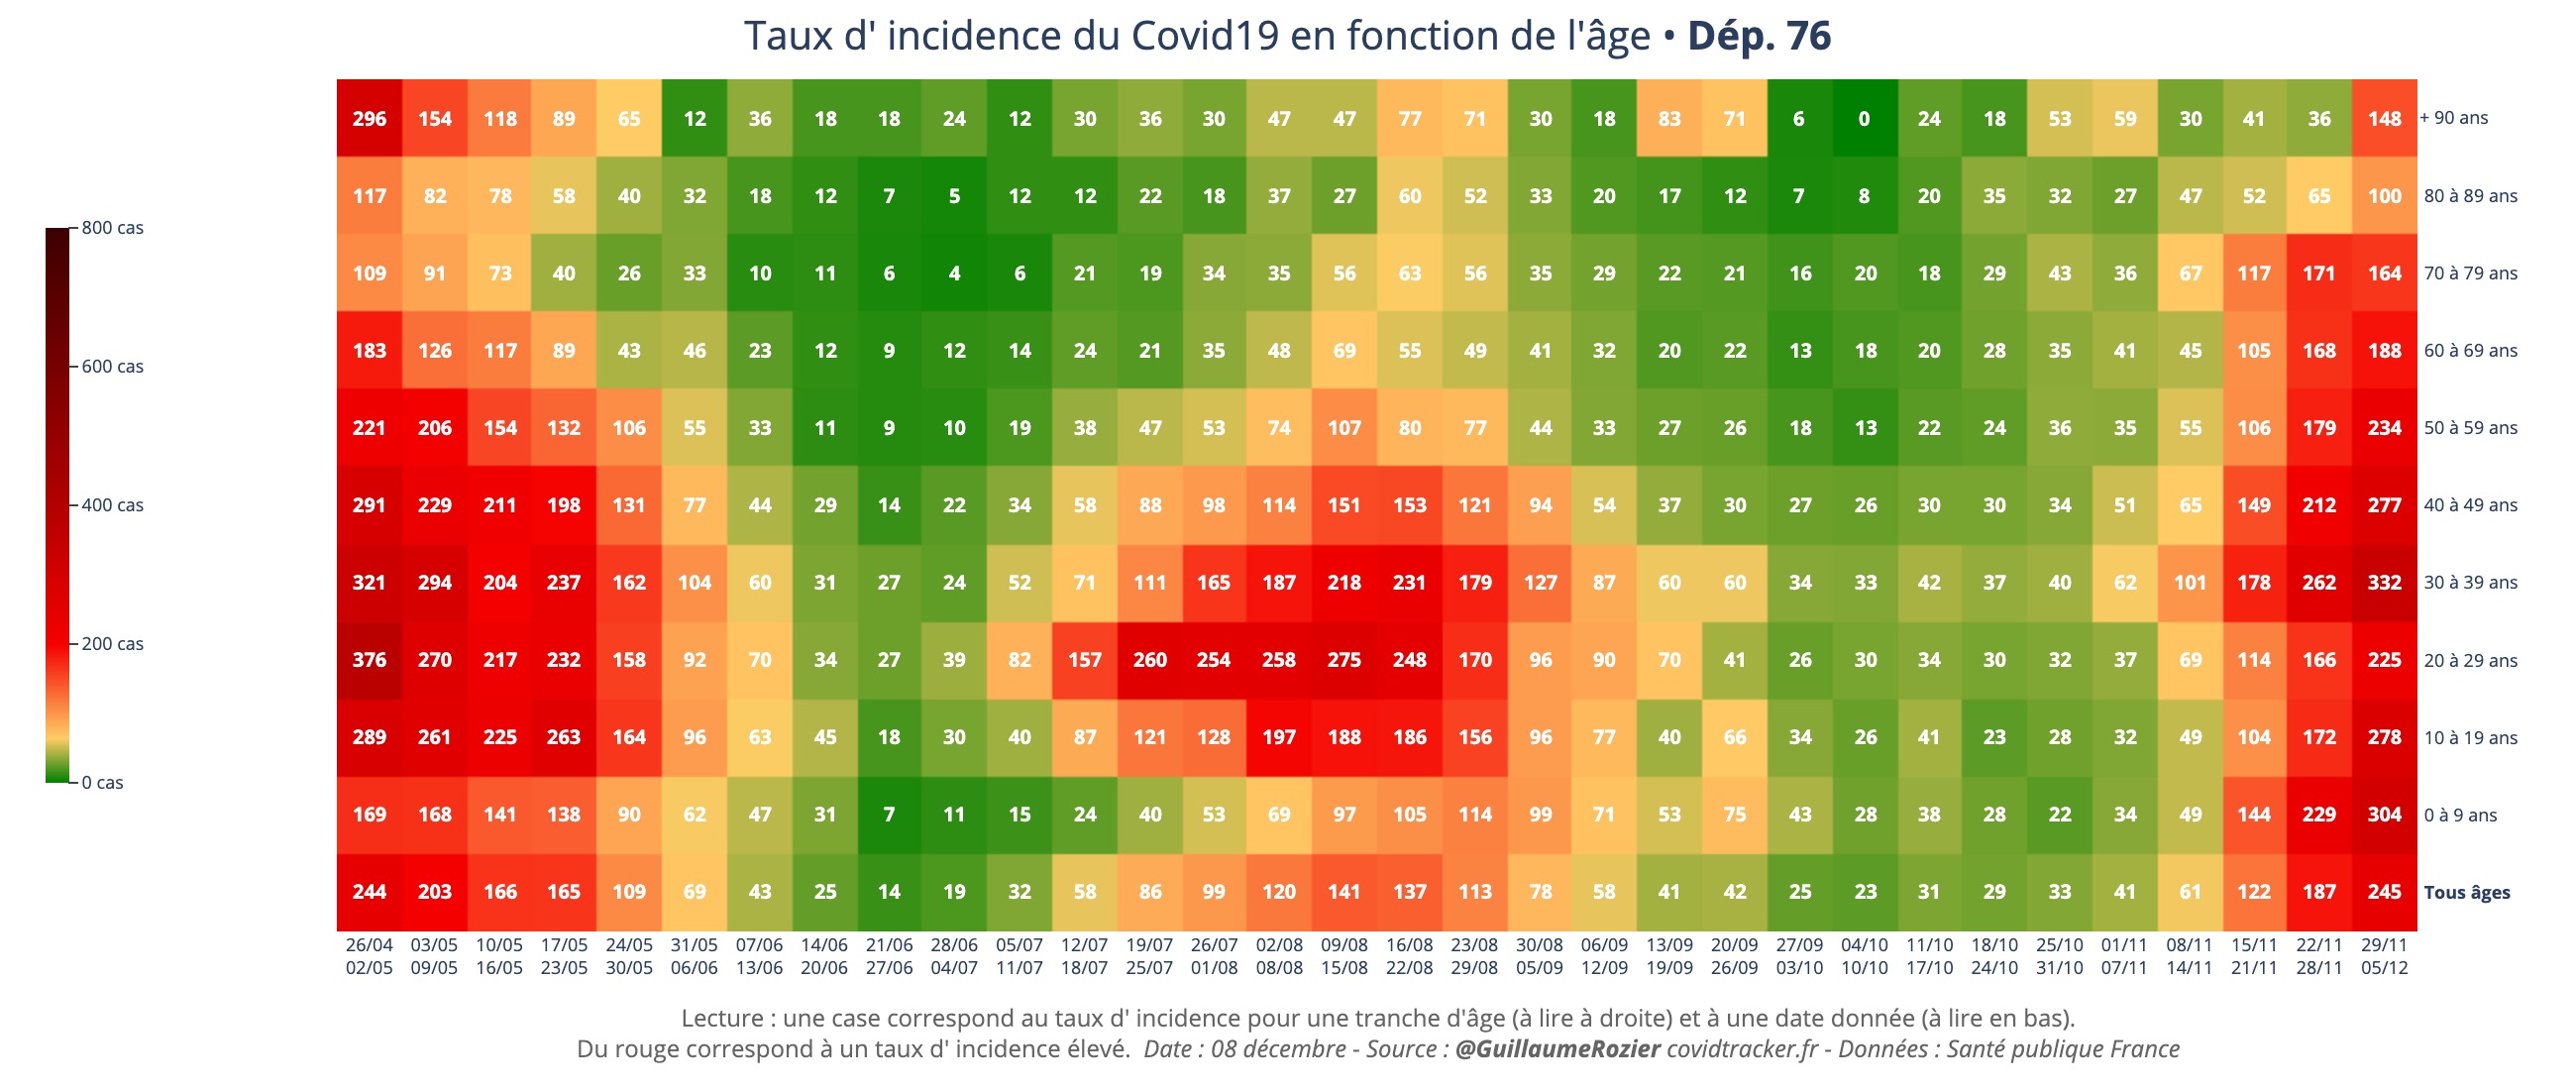 Taux d' incidence du Covid19 en fonction de l'âge • Dép. 76
296 154 118 89 65 12 36 18 18 24 12 30 36 30 47 47 77 71 30 18 83 71 6 0 24 18 53 59 30 41 36 148 + 90 ans
117 82 78 58 40 32 18 12 7 5 12 12 22 18 37 27 60 52 33 20 17 12 7 8 20 35 32 27 47 52 65 100 80 à 89 ans
800 cas
109 91 73 40 26 33 10 11 6 4 6 21 19 34 35 56 63 56 35 29 22 21 16 20 18 29 43 36 67 117 171 164 70 à 79 ans
183 126 117 89 43 46 23 12 9 12 14 24 21 35 48 69 55 49 41 32 20 22 13 18 20 28 35 41 45 105 168 188 60 à 69 ans
600 cas
221 206 154 132 106 55 33 11 9 10 19 38 47 53 74 107 80 77 44 33 27 26 18 13 22 24 36 35 55 106 179 234 50 à 59 ans
400 cas
291 229 211 198 131 77 44 29 14 22 34 58 88 98 114 151 153 121 94 54 37 30 27 26 30 30 34 51 65 149 212 277 40 à 49 ans
321 294 204 237 162 104 60 31 27 24 52 71 111 165 187 218 231 179 127 87 60 60 34 33 42 37 40 62 101 178 262 332 30 à 39 ans
200 cas
376 270 217 232 158 92 70 34 27 39 82 157 260 254 258 275 248 170 96 90 70 41 26 30 34 30 32 37 69 114 166 225 20 à 29 ans
289 261 225 263 164 96 63 45 18 30 40 87 121 128 197 188 186 156 96 77 40 66 34 26 41 23 28 32 49 104 172 278 10 à 19 ans
0 cas
169 168 141 138 90 62 47 31 7 11 15 24 40 53 69 97 105 114 99 71 53 75 43 28 38 28 22 34 49 144 229 304 0 à 9 ans
244 203 166 165 109 69 43 25 14 19 32 58 86 99 120 141 137 113 78 58 41 42 25 23 31 29 33 41 61 122 187 245 Tous âges
26/04 03/05 10/05 17/05 24/05 31/05 07/06 14/06 21/06 28/06 05/07 12/07 19/07 26/07 02/08 09/08 16/08 23/08 30/08 06/09 13/09 20/09 27/09 04/10 11/10 18/10 25/10 01/11 08/11 15/11 22/11 29/11
02/05 09/05 16/05 23/05 30/05 06/06 13/06 20/06 27/06 04/07 11/07 18/07 25/07 01/08 08/08 15/08 22/08 29/08 05/09 12/09 19/09 26/09 03/10 10/10 17/10 24/10 31/10 07/11 14/11 21/11 28/11 05/12
Lecture : une case correspond au taux d' incidence pour une tranche d'âge (à lire à droite) et à une date donnée (à lire en bas).
Du rouge correspond à un taux d' incidence élevé. Date : 08 décembre - Source : @GuillaumeRozier covidtracker.fr - Données : Santé publique France